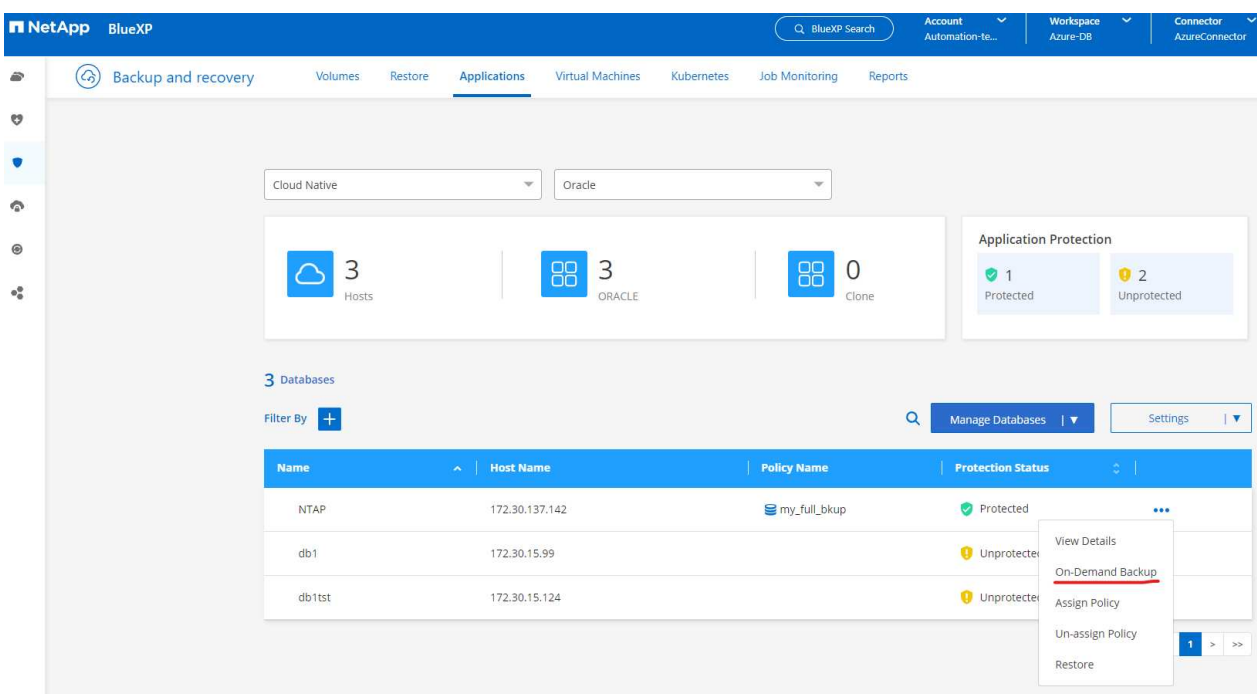 NetApp BlueXP
BlueXP Search
Account
Automation-te...
Workspace
Azure-DB
Connector
AzureConnector
Backup and recovery
Volumes Restore Applications Virtual Machines Kubernetes Job Monitoring Reports
Cloud Native
Oracle
3
Hosts
3
ORACLE
0
Clone
Application Protection
1
Protected
2
Unprotected
3 Databases
Filter By
Manage Databases
Settings
Name Host Name Policy Name Protection Status
NTAP 172.30.137.142 my_full_bkup Protected
db1 172.30.15.99 Unprotected
db1tst 172.30.15.124 Unprotected
View Details
On-Demand Backup
Assign Policy
Un-assign Policy
Restore
1 > >>